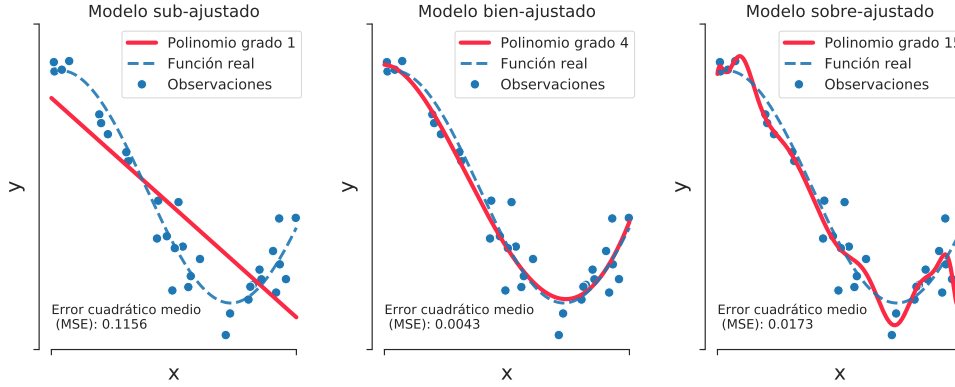 Modelo sub-ajustado
Polinomio grado 1
Función real
Observaciones
y
Error cuadrático medio
(MSE): 0.1156
x
Modelo bien-ajustado
Polinomio grado 4
Función real
Observaciones
y
Error cuadrático medio
(MSE): 0.0043
x
Modelo sobre-ajustado
Polinomio grado 15
Función real
Observaciones
y
Error cuadrático medio
(MSE): 0.0173
x